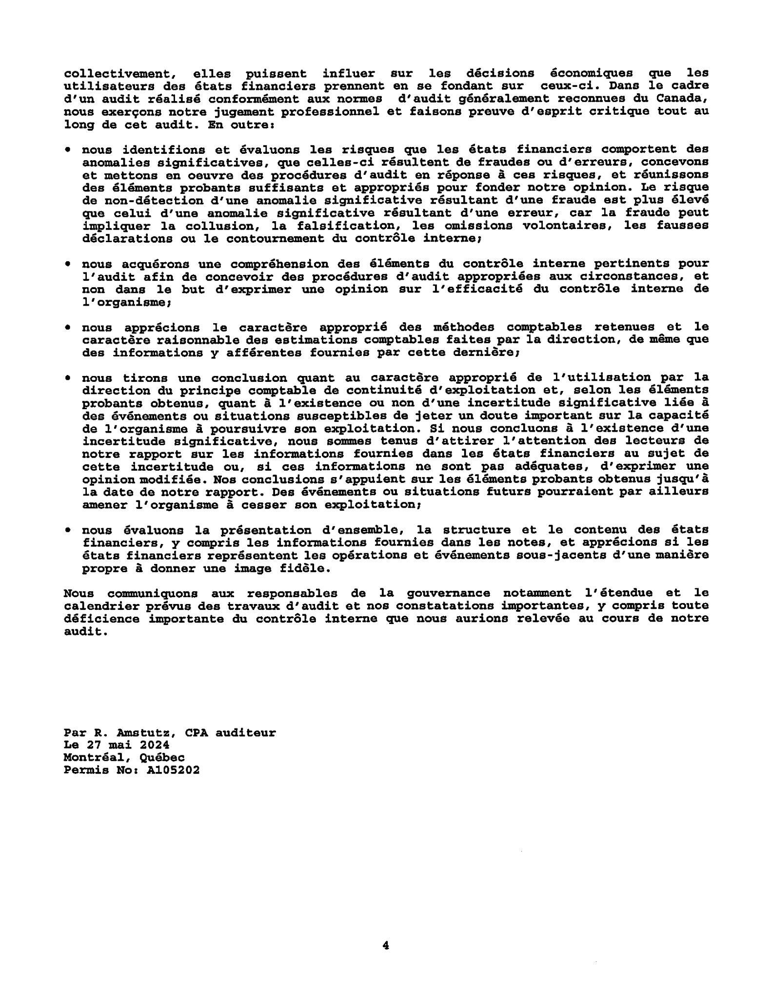 collectivement, elles puissent influer sur les décisions économiques que les
utilisateurs des états financiers prennent en se fondant sur ceux-ci. Dans le cadre
d'un audit réalisé conformément aux normes d'audit généralement reconnues du Canada,
nous exerçons notre jugement professionnel et faisons preuve d'esprit critique tout au
long de cet audit. En outre:
• nous identifions et évaluons les risques que les états financiers comportent des
anomalies significatives, que celles-ci résultent de fraudes ou d'erreurs, concevons
et mettons en oeuvre des procédures d'audit en réponse à ces risques, et réunissons
des éléments probants suffisants et appropriés pour fonder notre opinion. Le risque
de non-détection d'une anomalie significative résultant d'une fraude est plus élevé
que celui d'une anomalie significative résultant d'une erreur, car la fraude peut
impliquer la collusion, la falsification, les omissions volontaires, les fausses
déclarations ou le contournement du contrôle interne;
• nous acquérons une compréhension des éléments du contrôle interne pertinents pour
l'audit afin de concevoir des procédures d'audit appropriées aux circonstances, et
non dans le but d'exprimer une opinion sur l'efficacité du contrôle interne de
l'organisme;
• nous apprécions le caractère approprié des méthodes comptables retenues et le
caractère raisonnable des estimations comptables faites par la direction, de même que
des informations y afférentes fournies par cette dernière;
• nous tirons une conclusion quant au caractère approprié de l'utilisation par la
direction du principe comptable de continuité d'exploitation et, selon les éléments
probants obtenus, quant à l'existence ou non d'une incertitude significative liée à
des événements ou situations susceptibles de jeter un doute important sur la capacité
de l'organisme à poursuivre son exploitation. Si nous concluons à l'existence d'une
incertitude significative, nous sommes tenus d'attirer l'attention des lecteurs de
notre rapport sur les informations fournies dans les états financiers au sujet de
cette incertitude ou, si ces informations ne sont pas adéquates, d'exprimer une
opinion modifiée. Nos conclusions s'appuient sur les éléments probants obtenus jusqu'à
la date de notre rapport. Des événements ou situations futurs pourraient par ailleurs
amener l'organisme à cesser son exploitation;
• nous évaluons la présentation d'ensemble, la structure et le contenu des états
financiers, y compris les informations fournies dans les notes, et apprécions si les
états financiers représentent les opérations et événements sous-jacents d'une manière
propre à donner une image fidèle.
Nous communiquons aux responsables de la gouvernance notamment l'étendue et le
calendrier prévus des travaux d'audit et nos constatations importantes, y compris toute
déficience importante du contrôle interne que nous aurions relevée au cours de notre
audit.
Par R. Amstutz, CPA auditeur
Le 27 mai 2024
Montréal, Québec
Permis No: A105202
4